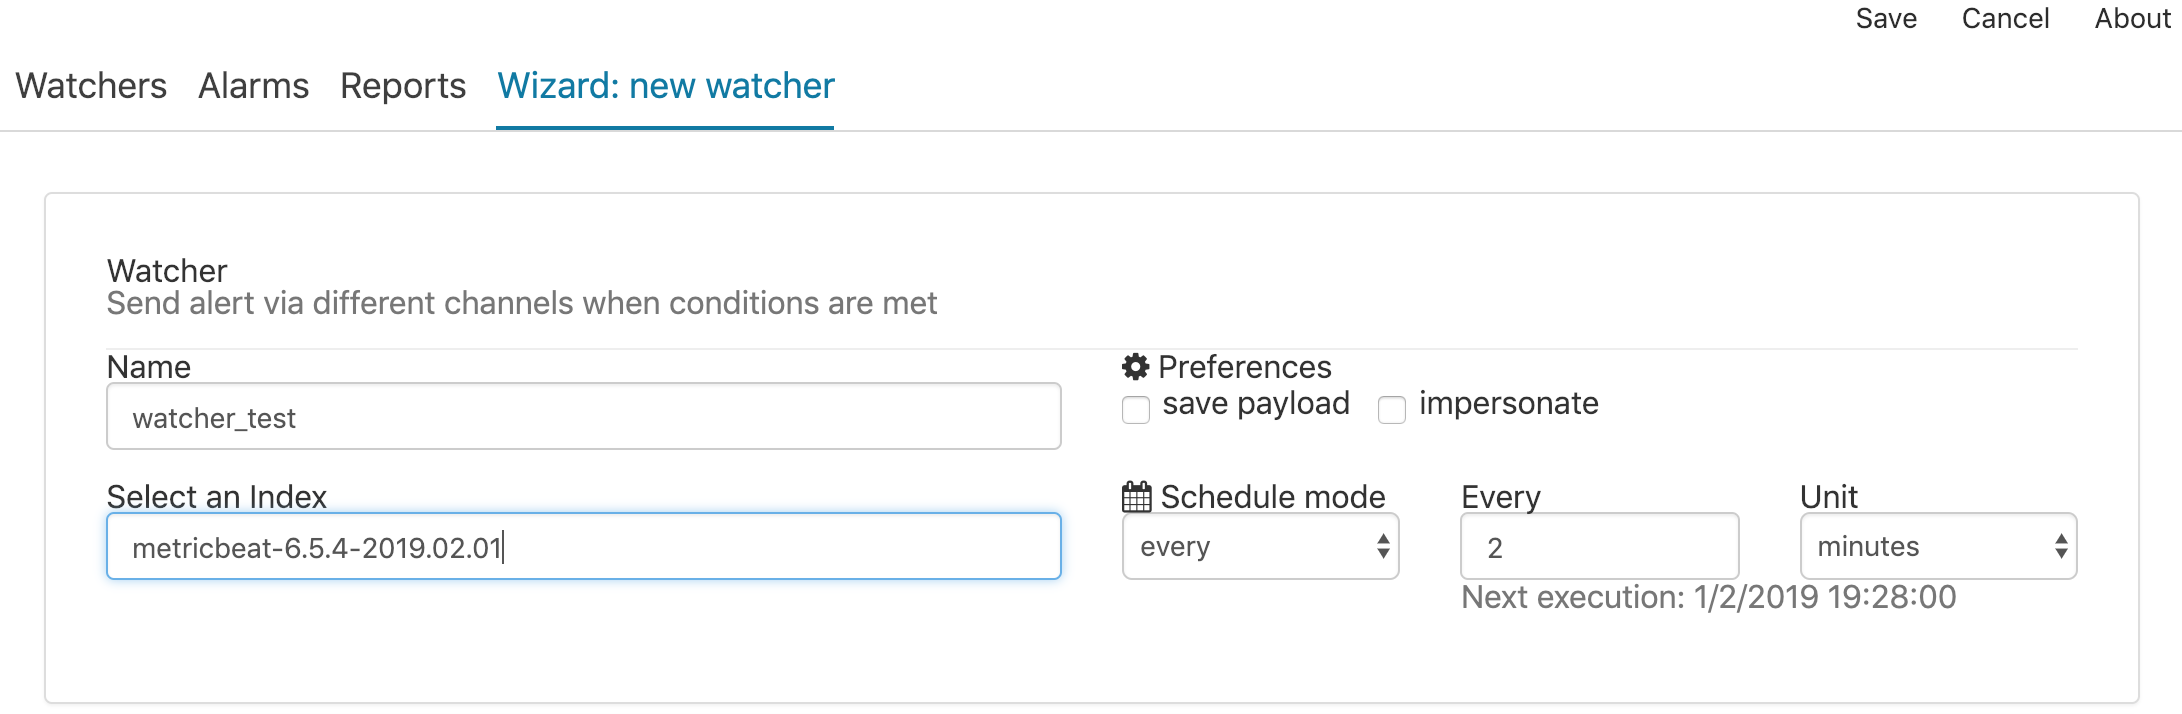 Save Cancel About
Watchers Alarms Reports Wizard: new watcher
Watcher
Send alert via different channels when conditions are met
Name
watcher_test
Preferences
save payload impersonate
Select an Index
metricbeat-6.5.4-2019.02.01
Schedule mode Every Unit
every 2 minutes
Next execution: 1/2/2019 19:28:00